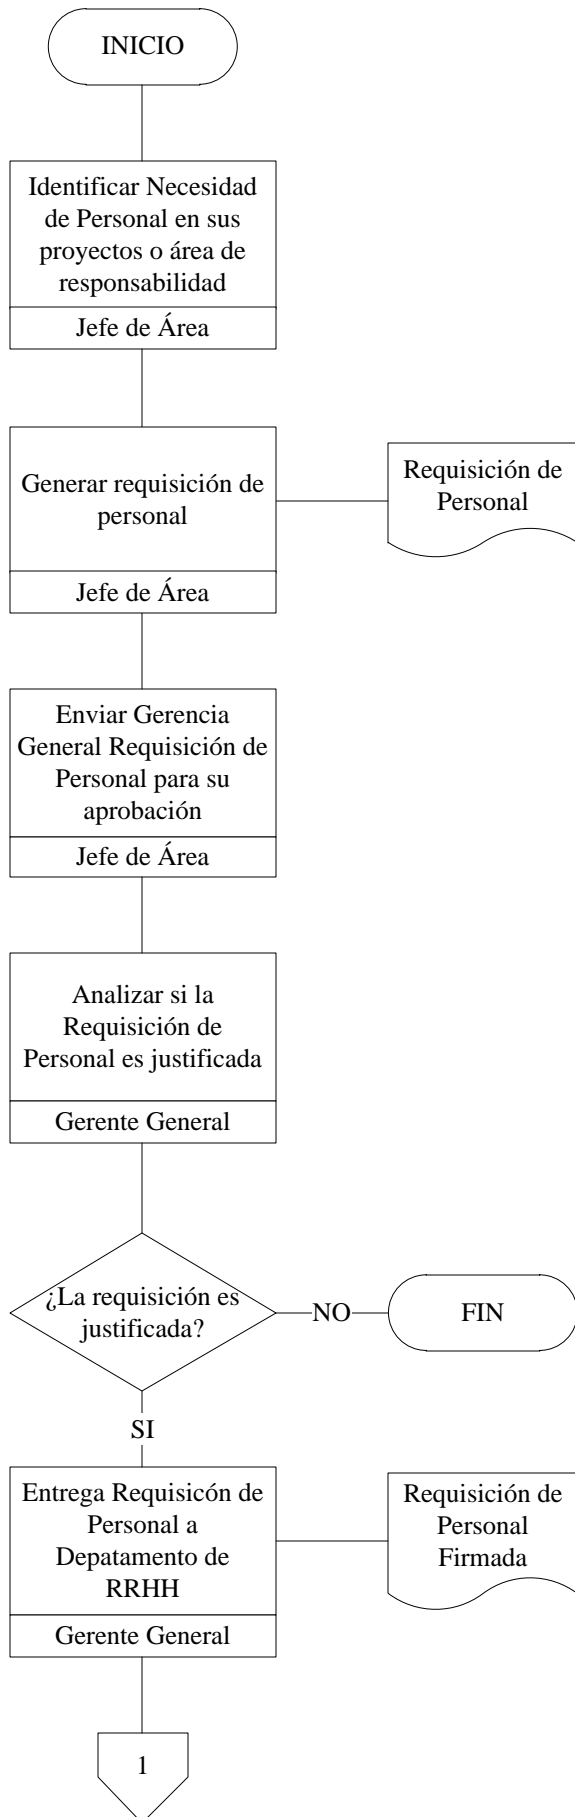 INICIO
Identificar Necesidad
de Personal en sus
proyectos o área de
responsabilidad
Jefe de Área
Generar requisición de
personal
Jefe de Área
Requisición de
Personal
Enviar Gerencia
General Requisición de
Personal para su
aprobación
Jefe de Área
Analizar si la
Requisición de
Personal es justificada
Gerente General
¿La requisición es
justificada?
NO
FIN
SI
Entrega Requisicón de
Personal a
Depatamento de
RRHH
Gerente General
Requisición de
Personal
Firmada
1